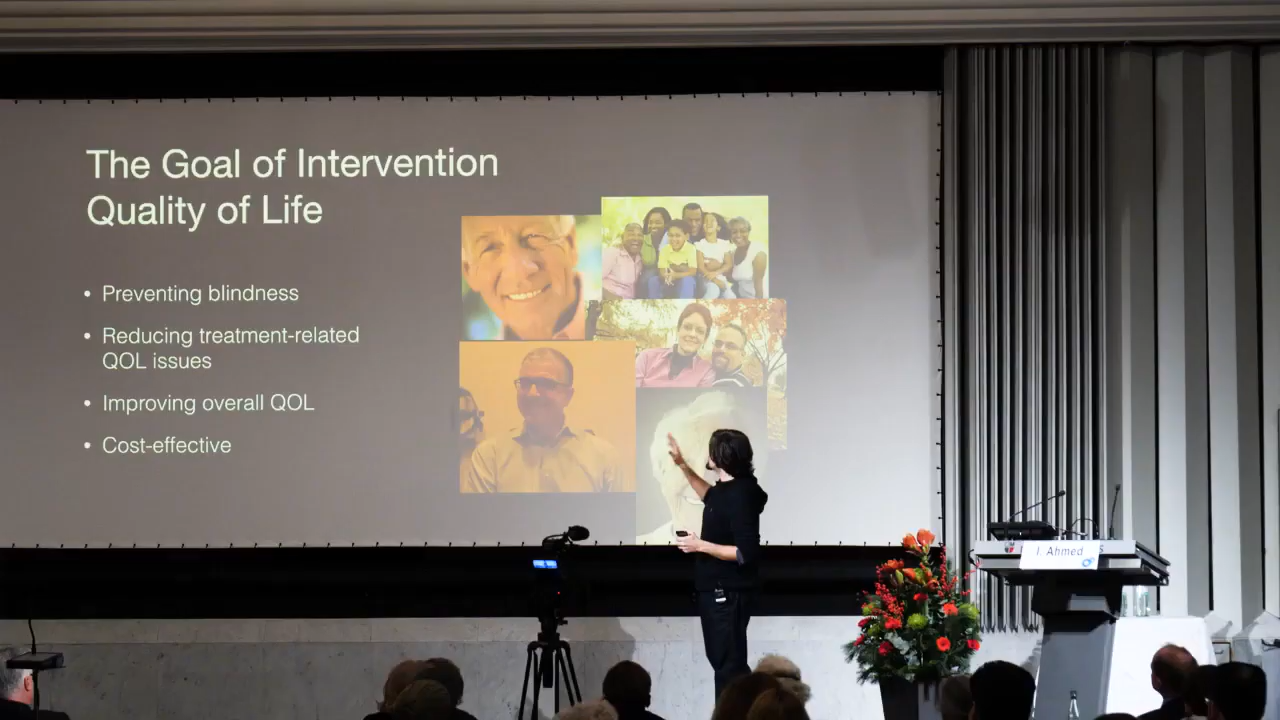 The Goal of Intervention
Quality of Life
• Preventing blindness
• Reducing treatment-related
QOL issues
• Improving overall QOL
• Cost-effective
I. Ahmed